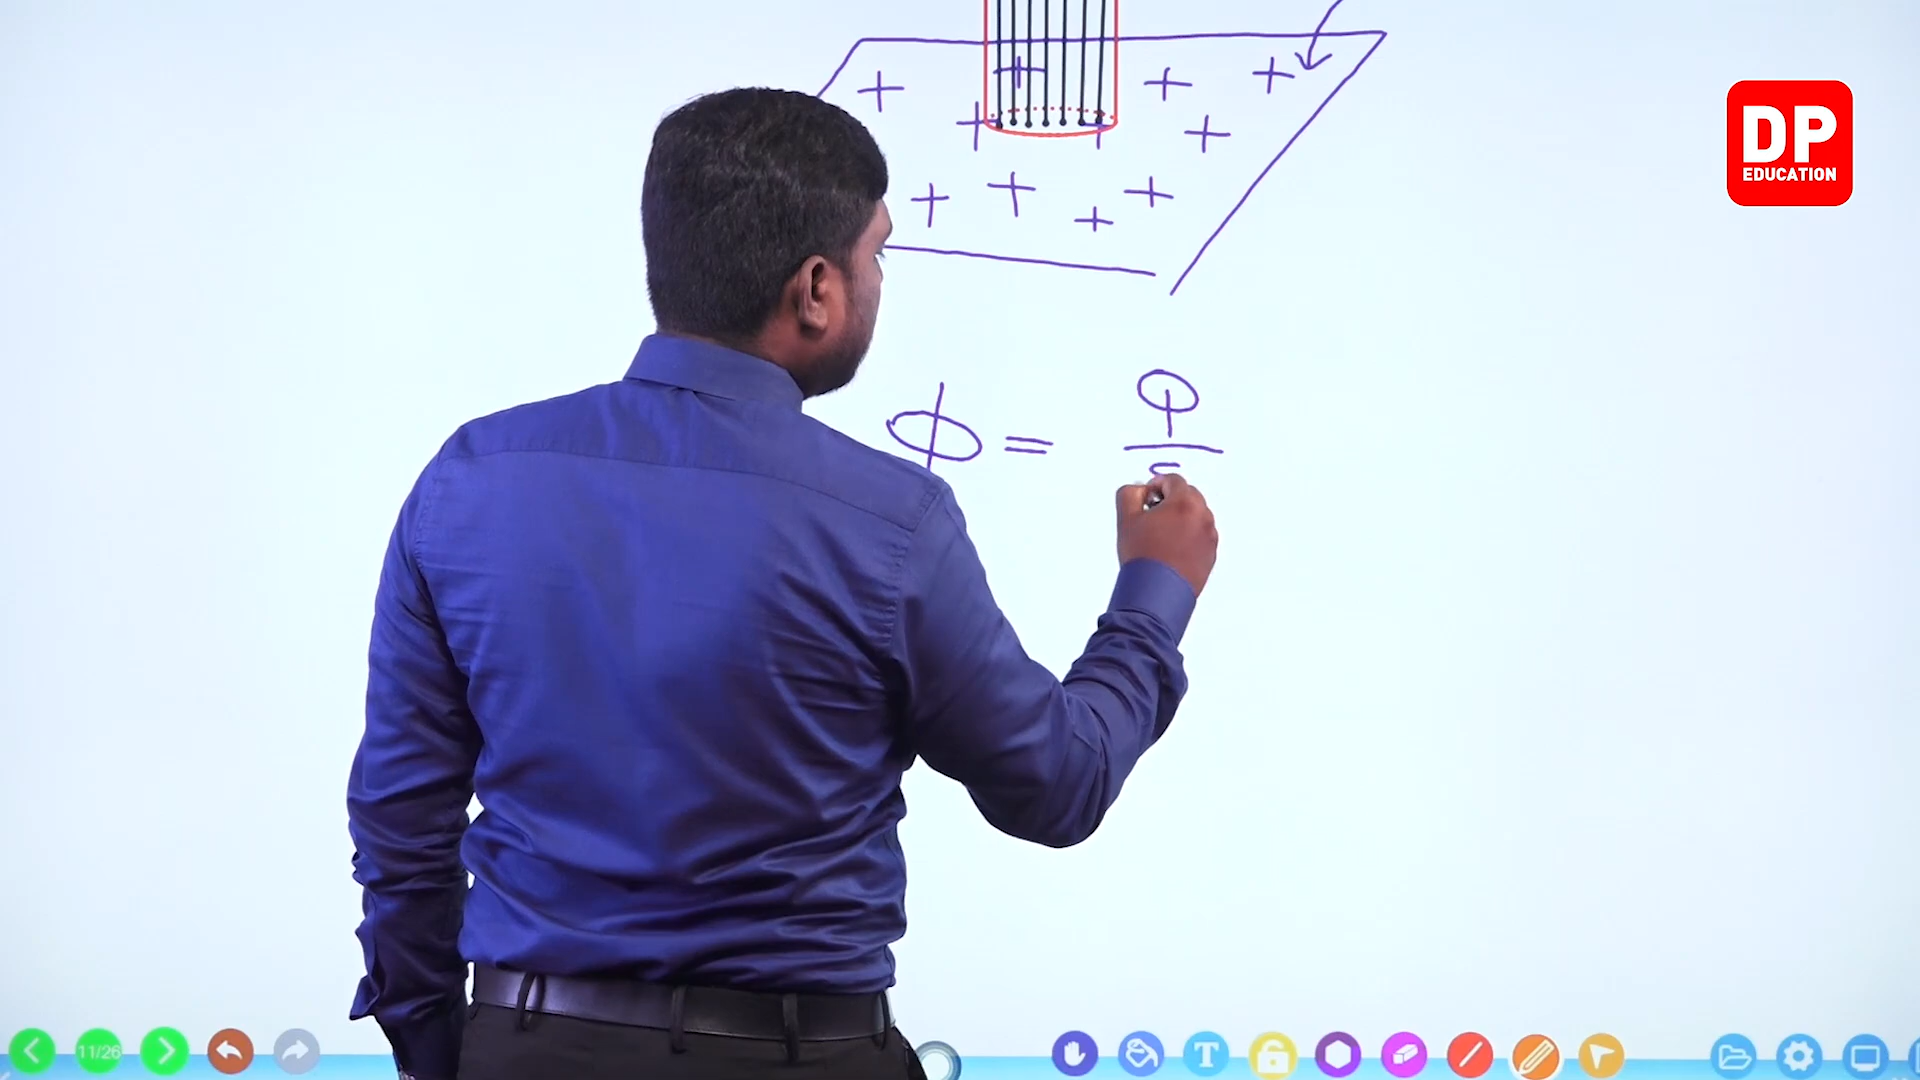 DP
EDUCATION
ϕ = Q
11/26
T